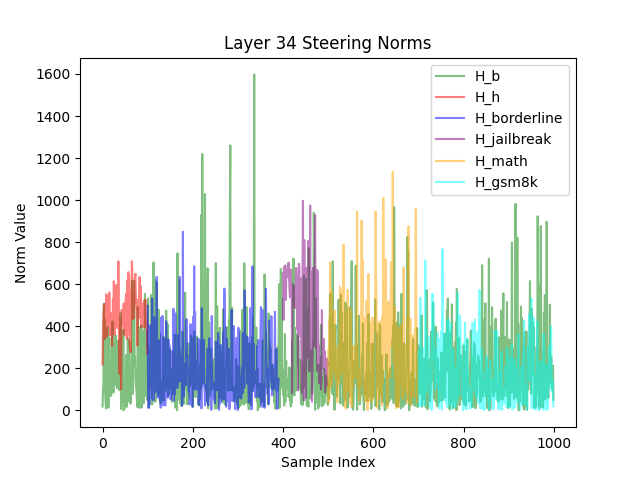 Layer 34 Steering Norms
1600
1400
1200
1000
800
600
400
200
0
Norm Value
H_b
H_h
H_borderline
H_jailbreak
H_math
H_gsm8k
0
200
400
600
800
1000
Sample Index